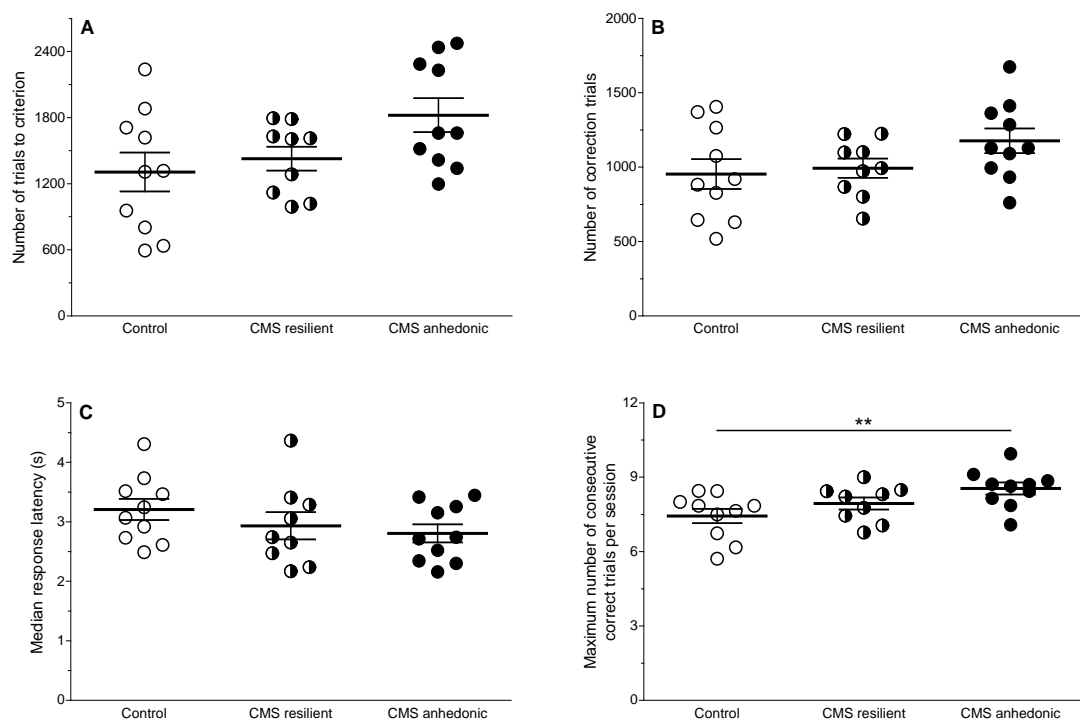 A
Number of trials to criterion
2400
1800
1200
600
0
Control
CMS resilient
CMS anhedonic
B
Number of correction trials
2000
1500
1000
500
0
Control
CMS resilient
CMS anhedonic
C
Median response latency (s)
5
4
3
2
1
0
Control
CMS resilient
CMS anhedonic
D
Maximum number of consecutive
correct trials per session
12
9
6
3
0
**
Control
CMS resilient
CMS anhedonic